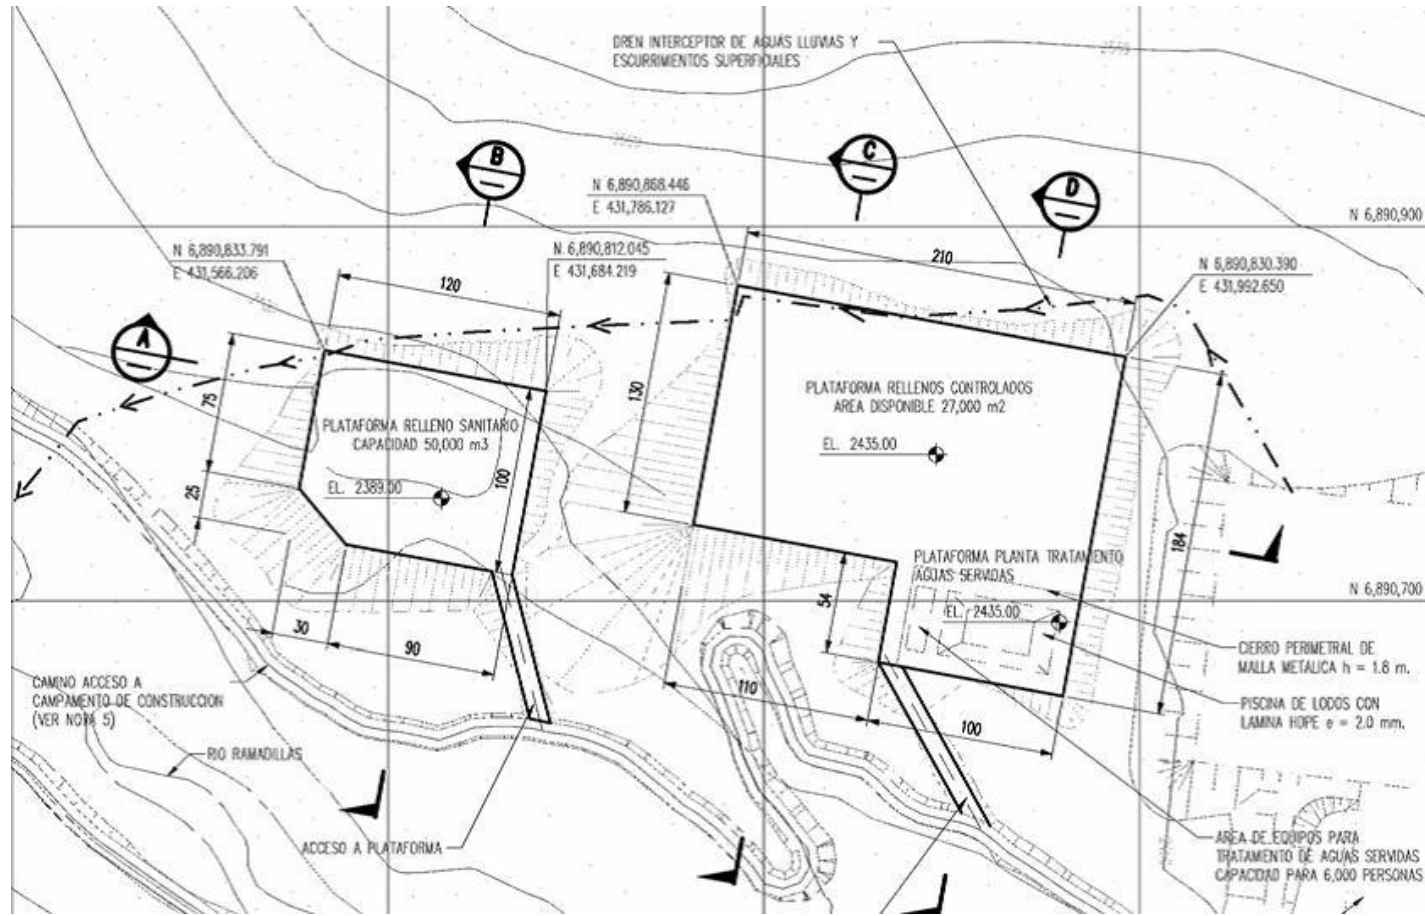 DREN INTERCEPTOR DE AGUAS LLUVIAS Y
ESCURRIMIENTOS SUPERFICIALES
B
C
D
N 6,890,868.446
E 431,786.127
N 6,890,900
N 6,890,833.791
E 431,566.206
N 6,890,812.045
E 431,684.219
210
N 6,890,830.390
E 431,992.650
120
A
75
130
PLATAFORMA RELLENOS CONTROLADOS
AREA DISPONIBLE 27,000 m2
PLATAFORMA RELLENO SANITARIO
CAPACIDAD 50,000 m3
EL. 2435.00
EL. 2389.00
100
25
184
PLATAFORMA PLANTA TRATAMIENTO
AGUAS SERVIDAS
EL. 2435.00
N 6,890,700
54
30
90
CIERRO PERIMETRAL DE
MALLA METALICA h = 1.8 m.
CAMINO ACCESO A
CAMPAMENTO DE CONSTRUCCION
(VER NOTA 5)
110
100
PISCINA DE LODOS CON
LAMINA HDPE e = 2.0 mm.
RIO RAMADILLAS
ACCESO A PLATAFORMA
AREA DE EQUIPOS PARA
TRATAMIENTO DE AGUAS SERVIDAS
CAPACIDAD PARA 6,000 PERSONAS